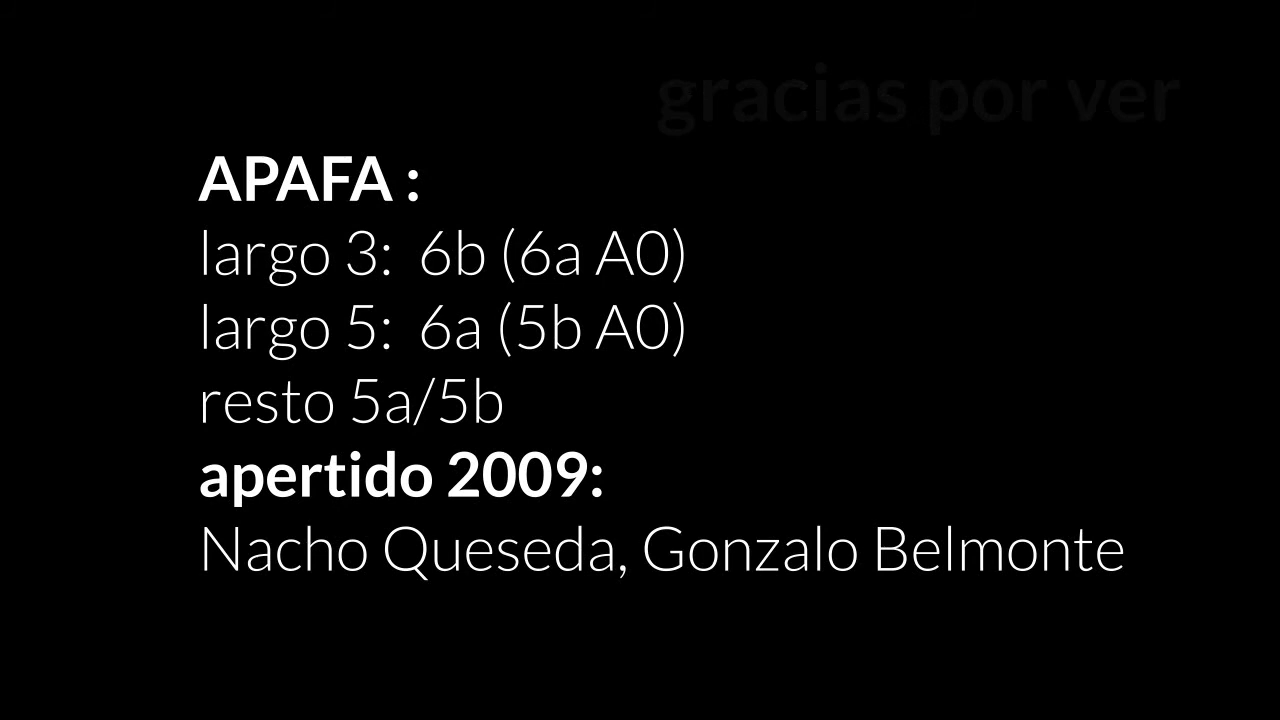 gracias por ver
APAFA :
largo 3: 6b (6a A0)
largo 5: 6a (5b A0)
resto 5a/5b
apertido 2009:
Nacho Queseda, Gonzalo Belmonte